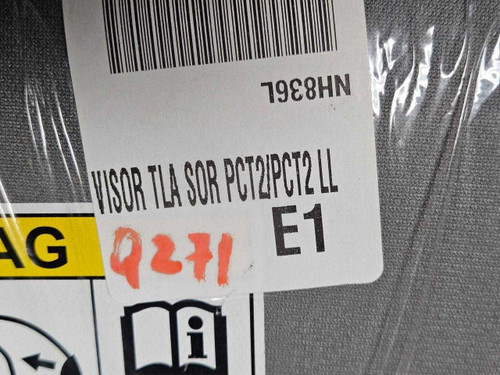 NH836L
VISOR TLA SOR PCT2/PCT2 LL
E1
Q271
AG
i